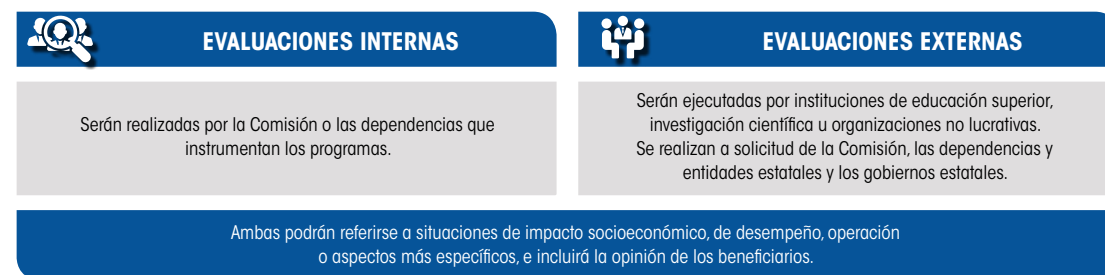 EVALUACIONES INTERNAS
Serán realizadas por la Comisión o las dependencias que
instrumentan los programas.
EVALUACIONES EXTERNAS
Serán ejecutadas por instituciones de educación superior,
investigación científica u organizaciones no lucrativas.
Se realizan a solicitud de la Comisión, las dependencias y
entidades estatales y los gobiernos estatales.
Ambas podrán referirse a situaciones de impacto socioeconómico, de desempeño, operación
o aspectos más específicos, e incluirá la opinión de los beneficiarios.